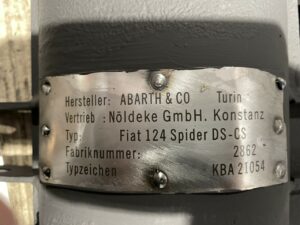 Hersteller: ABARTH & CO Turin
Vertrieb : Nöldeke GmbH. Konstanz
Typ: Fiat 124 Spider DS-CS
Fabriknummer: 2862
Typzeichen KBA 21054